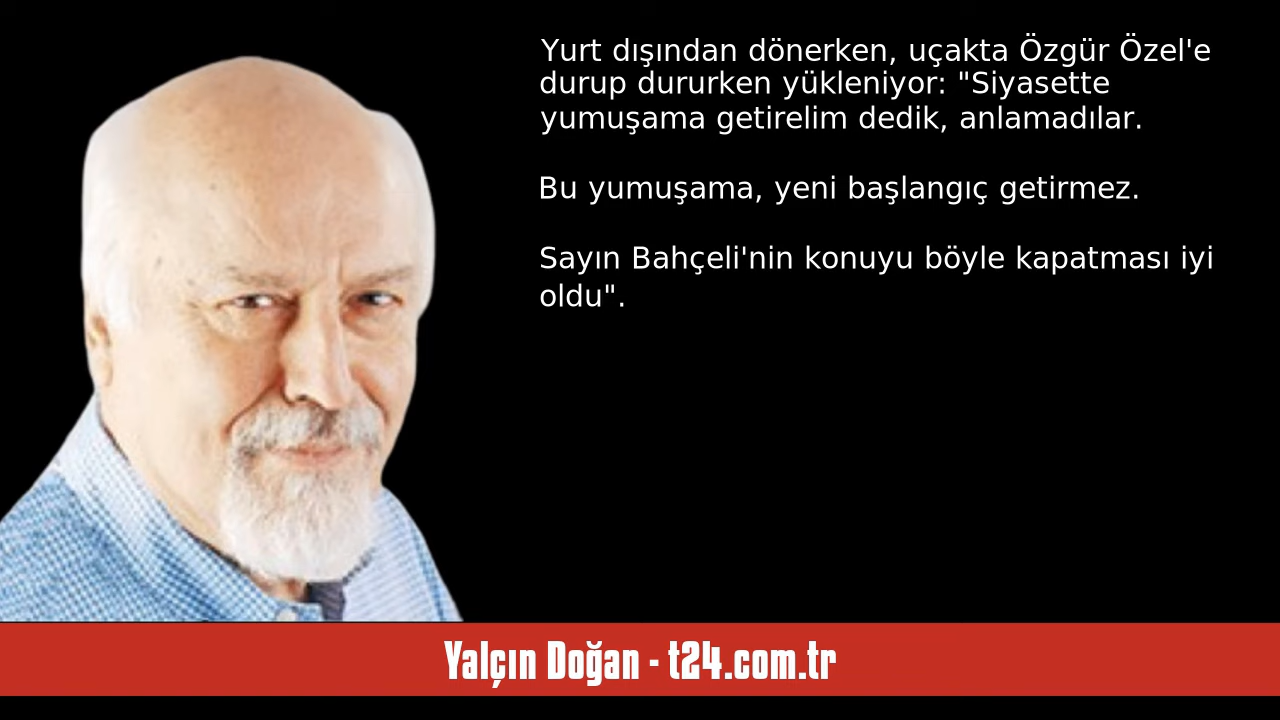 Yurt dışından dönerken, uçakta Özgür Özel'e
durup dururken yükleniyor: "Siyasette
yumuşama getirelim dedik, anlamadılar.
Bu yumuşama, yeni başlangıç getirmez.
Sayın Bahçeli'nin konuyu böyle kapatması iyi
oldu".
Yalçın Doğan - t24.com.tr